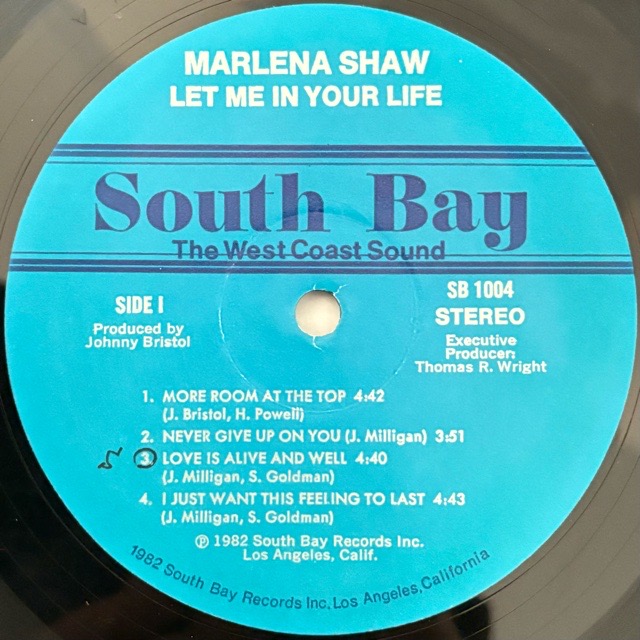 MARLENA SHAW
LET ME IN YOUR LIFE
South Bay
The West Coast Sound
SIDE I
Produced by
Johnny Bristol
SB 1004
STEREO
Executive
Producer:
Thomas R. Wright
1. MORE ROOM AT THE TOP 4:42
(J. Bristol, H. Powell)
2. NEVER GIVE UP ON YOU (J. Milligan) 3:51
3. LOVE IS ALIVE AND WELL 4:40
(J. Milligan, S. Goldman)
4. I JUST WANT THIS FEELING TO LAST 4:43
(J. Milligan, S. Goldman)
℗ 1982 South Bay Records Inc.
Los Angeles, Calif.
1982 South Bay Records Inc. Los Angeles, California